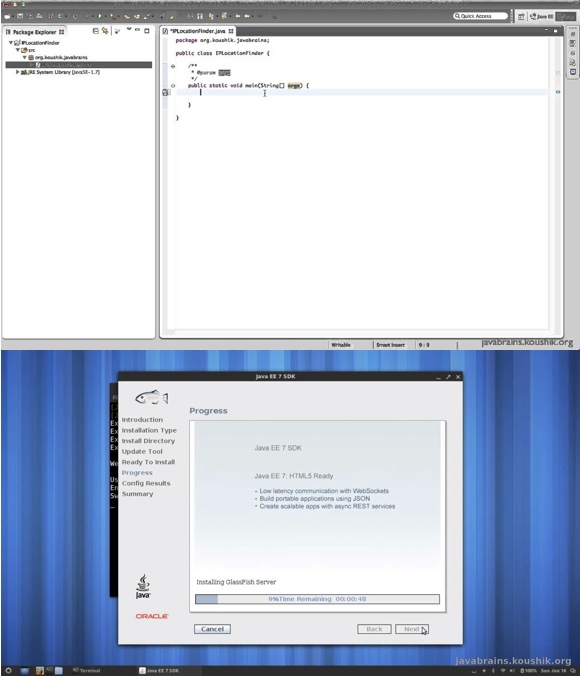 Quick Access
Java EE
Package Explorer
*IPLocationFinder.java
IPLocationFinder
src
org.koushik.javabrains
JRE System Library [JavaSE-1.7]
package org.koushik.javabrains;
public class IPLocationFinder {
/**
* @param args
*/
public static void main(String[] args) {
}
}
Writable
Smart Insert
9 : 9
javabrains.koushik.org
Java EE 7 SDK
Introduction
Installation Type
Install Directory
Update Tool
Ready To Install
Progress
Config Results
Summary
Progress
Java EE 7 SDK
Java EE 7: HTML5 Ready
• Low latency communication with WebSockets
• Build portable applications using JSON
• Create scalable apps with async REST services
Installing GlassFish Server
9%Time Remaining 00:00:48
Java
ORACLE
Cancel
Back
Next
javabrains.koushik.org
Terminal
Java EE 7 SDK
100%
Sun Jun 16